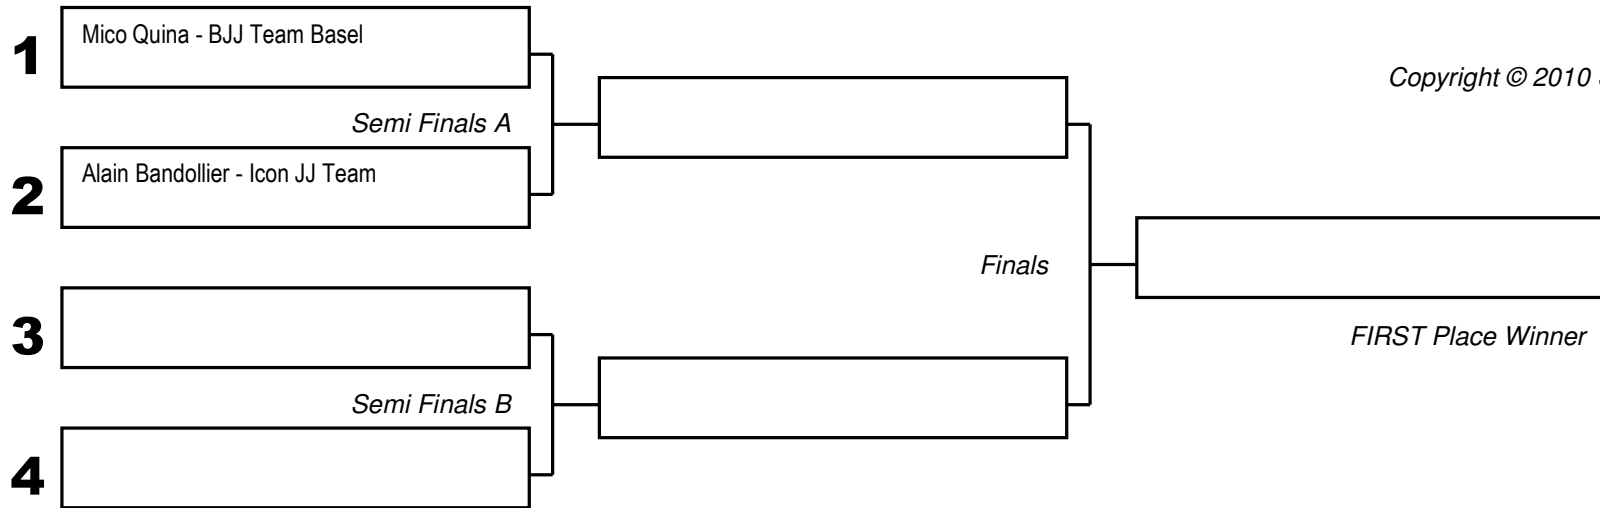 1
Mico Quina - BJJ Team Basel
Copyright © 2010
Semi Finals A
2
Alain Bandollier - Icon JJ Team
Finals
3
FIRST Place Winner
Semi Finals B
4